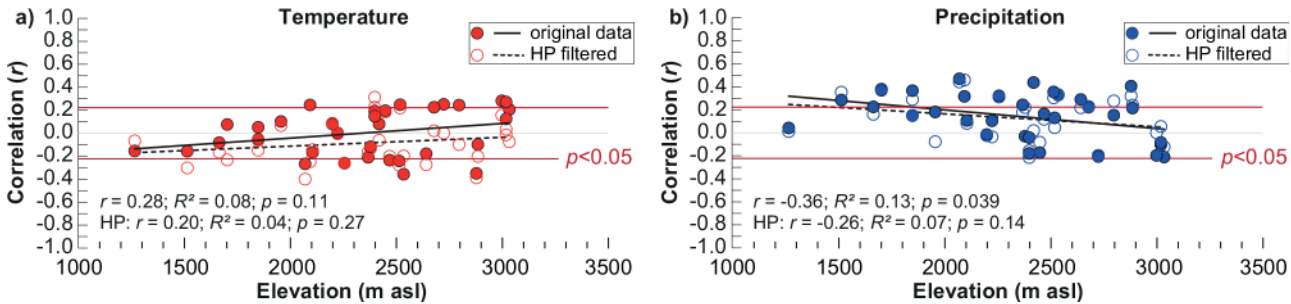 a) Temperature
original data
HP filtered
Correlation (r)
1.0
0.8
0.6
0.4
0.2
0.0
-0.2
-0.4
-0.6
-0.8
-1.0
p<0.05
r = 0.28; R² = 0.08; p = 0.11
HP: r = 0.20; R² = 0.04; p = 0.27
1000 1500 2000 2500 3000 3500
Elevation (m asl)
b) Precipitation
original data
HP filtered
Correlation (r)
1.0
0.8
0.6
0.4
0.2
0.0
-0.2
-0.4
-0.6
-0.8
-1.0
p<0.05
r = -0.36; R² = 0.13; p = 0.039
HP: r = -0.26; R² = 0.07; p = 0.14
1000 1500 2000 2500 3000 3500
Elevation (m asl)